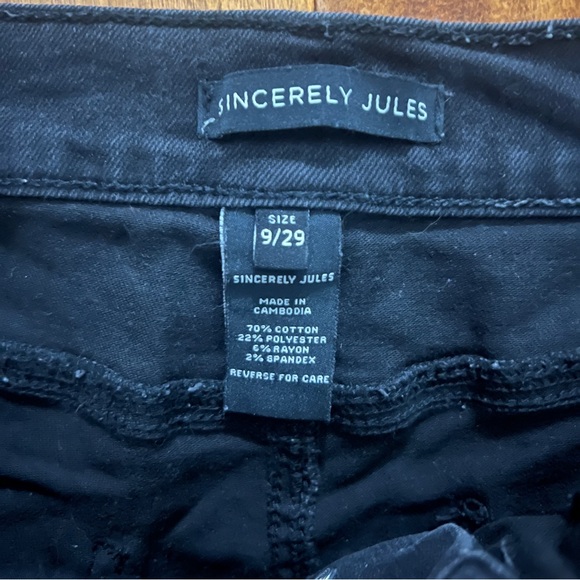 SINCERELY JULES
SIZE
9/29
SINCERELY JULES
MADE IN
CAMBODIA
70% COTTON
22% POLYESTER
6% RAYON
2% SPANDEX
REVERSE FOR CARE